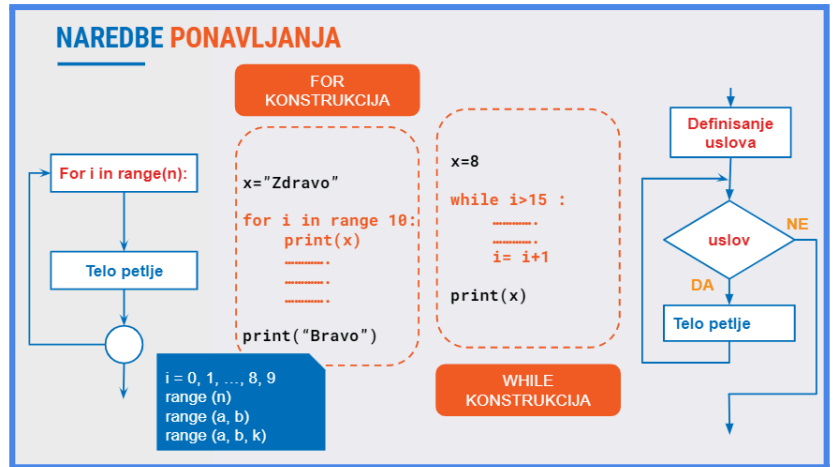 NAREDBE PONAVLJANJA
FOR
KONSTRUKCIJA
For i in range(n):
Telo petlje
x="Zdravo"
for i in range 10:
print(x)
………….
………….
………….
print("Bravo")
i = 0, 1, …, 8, 9
range (n)
range (a, b)
range (a, b, k)
x=8
while i>15 :
………….
………….
i= i+1
print(x)
WHILE
KONSTRUKCIJA
Definisanje
uslova
uslov
NE
DA
Telo petlje